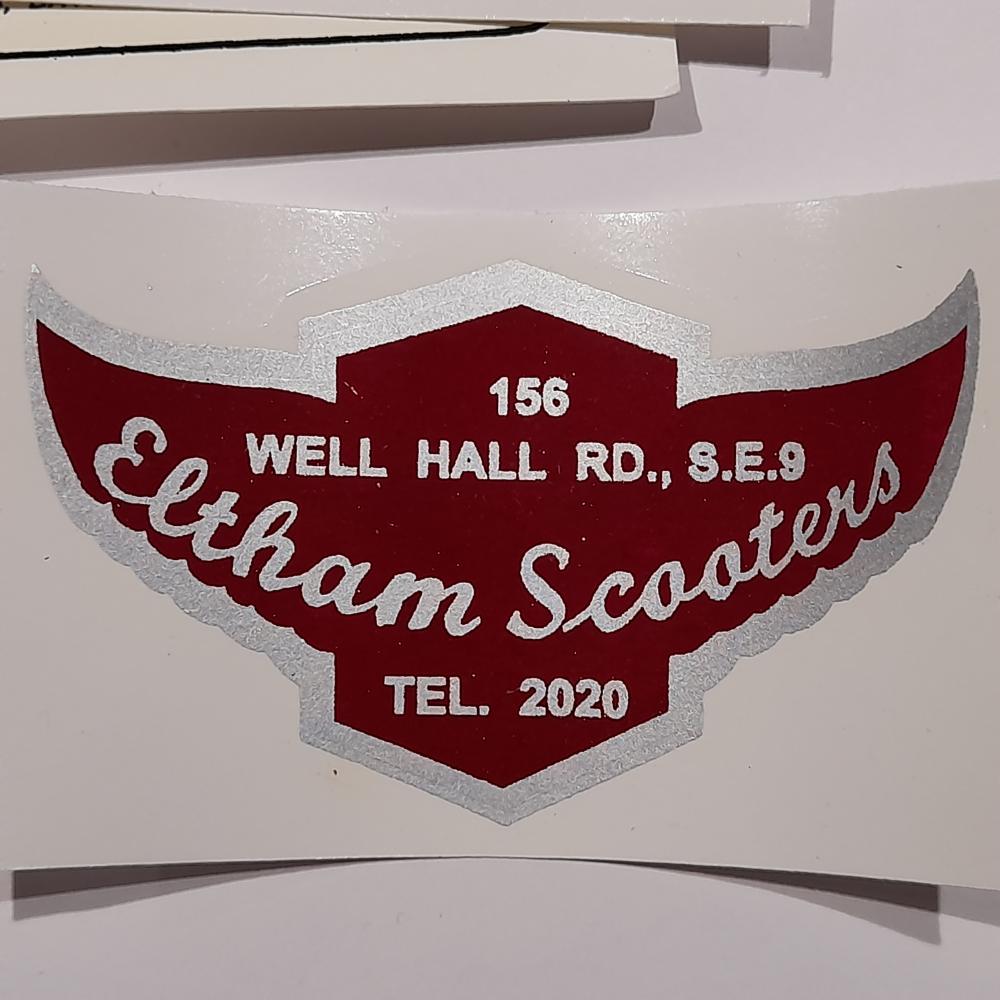 156
WELL HALL RD., S.E.9
Eltham Scooters
TEL. 2020